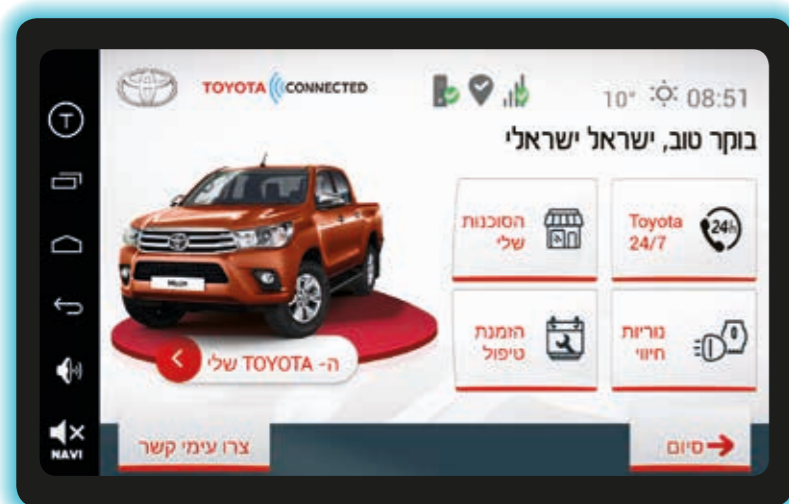 TOYOTA CONNECTED
10° 08:51
בוקר טוב, ישראל ישראלי
Toyota
24/7
24h
הסוכנות
שלי
נוריות
חיווי
הזמנת
טיפול
ה- TOYOTA שלי
סיום
צרו עימי קשר
T
NAVI